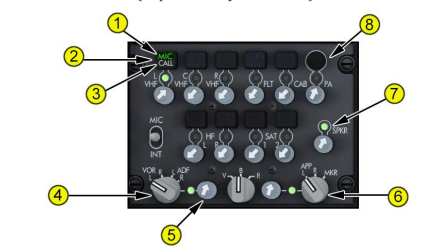 1
2
3
4
5
6
7
8
MIC
CALL
VHF
C
VHF
R
FLT
CAB
PA
MIC
INT
HF
L
R
SAT
1
2
SPKR
VOR
L
R
ADF
L
R
V
B
R
APP
L
R
MKR